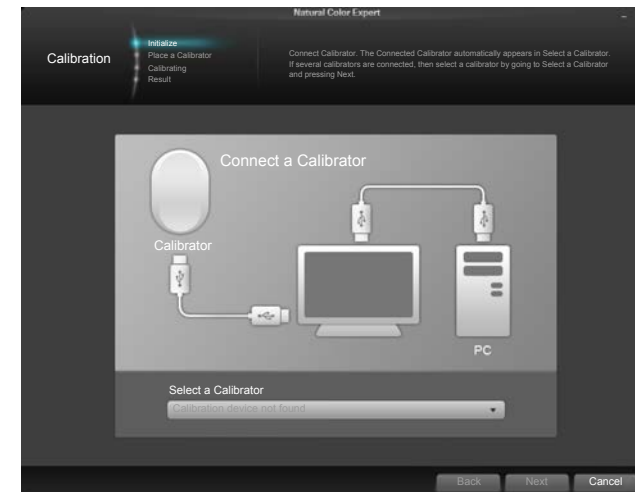 Natural Color Expert
Calibration
Initialize
Place a Calibrator
Calibrating
Result
Connect Calibrator. The Connected Calibrator automatically appears in Select a Calibrator.
If several calibrators are connected, then select a calibrator by going to Select a Calibrator
and pressing Next.
Connect a Calibrator
Calibrator
PC
Select a Calibrator
Calibration device not found
Back
Next
Cancel